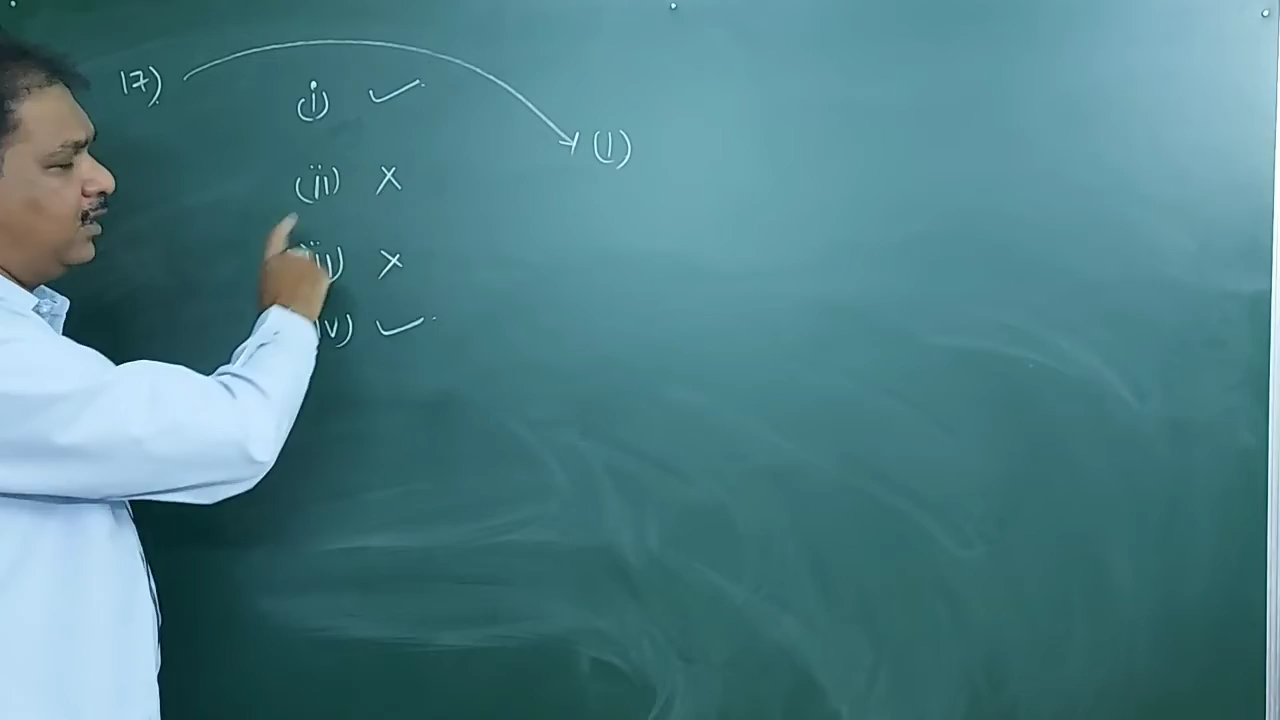 17)
(i) ✓
(1)
(ii) ✗
(iii) ✗
(iv) ✓